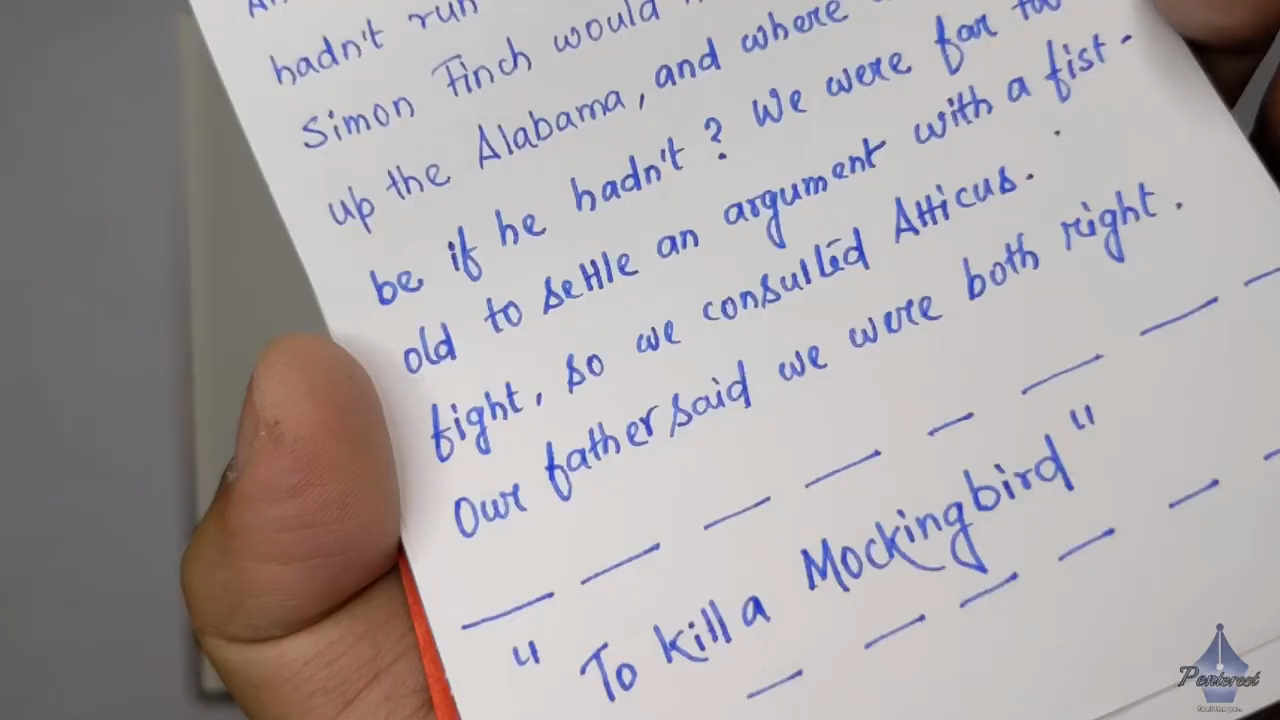 hadn't run
Simon Finch would
up the Alabama, and where
be if he hadn't? We were far
old to settle an argument with a fist-
fight, so we consulted Atticus.
Our father said we were both right.
" To kill a Mockingbird "
Penterest